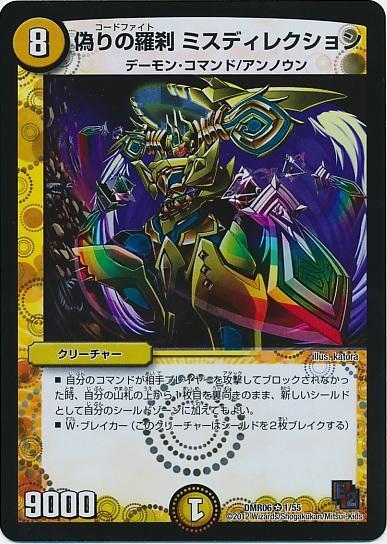 8
コードファイト
偽りの羅刹 ミスディレクション
デーモン・コマンド/アンノウン
クリーチャー
illus. katora
■ 自分のコマンドが相手プレイヤーを攻撃してブロックされなかっ
た時、自分の山札の上から1枚目を裏向きのまま、新しいシールド
として自分のシールドゾーンに加えてもよい。
■ W・ブレイカー (このクリーチャーはシールドを2枚ブレイクする)
9000
1
DMR06 1/55
©2012 Wizards/Shogakukan/Mitsui-Kids
E2